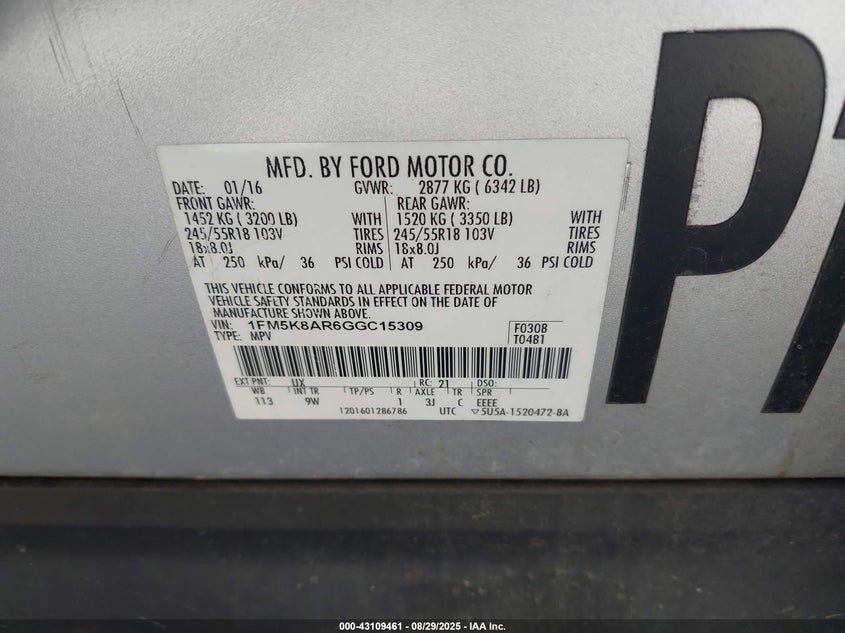 MFD. BY FORD MOTOR CO.
DATE: 01/16 GVWR: 2877 KG ( 6342 LB)
FRONT GAWR: REAR GAWR:
1452 KG ( 3200 LB) WITH 1520 KG ( 3350 LB) WITH
245/55R18 103V TIRES 245/55R18 103V TIRES
18x8.0J RIMS 18x8.0J RIMS
AT 250 kPa/ 36 PSI COLD AT 250 kPa/ 36 PSI COLD
THIS VEHICLE CONFORMS TO ALL APPLICABLE FEDERAL MOTOR
VEHICLE SAFETY STANDARDS IN EFFECT ON THE DATE OF
MANUFACTURE SHOWN ABOVE.
VIN: 1FM5K8AR6GGC15309 F0308
TYPE: MPV T0481
EXT PNT: UX RC: 21 DSO:
WB INT TR TP/PS R AXLE TR SPR
113 9W 1 3J C EEEE
1201601286786 UTC ▽5U5A-1520472-BA
P
000-43109461 - 08/29/2025 - IAA Inc.